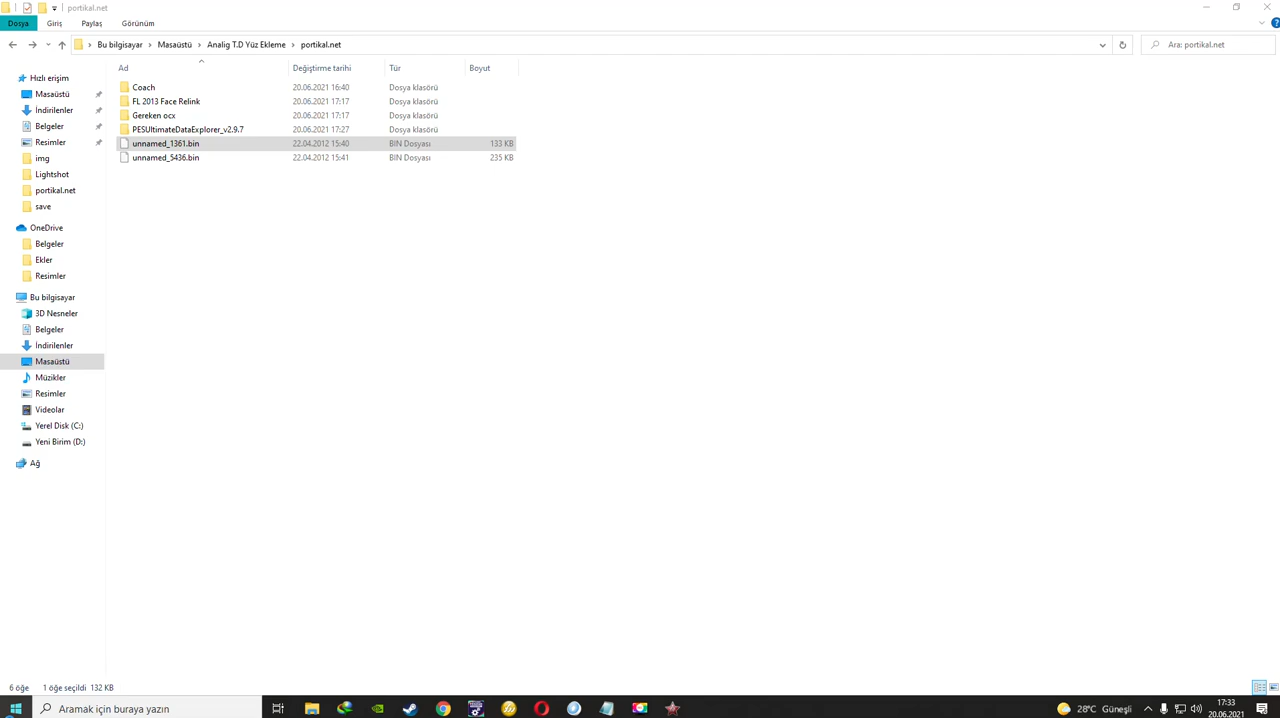 portikal.net
Dosya Giriş Paylaş Görünüm
Bu bilgisayar › Masaüstü › Analig T.D Yüz Ekleme › portikal.net
Ara: portikal.net
Ad Değiştirme tarihi Tür Boyut
Coach 20.06.2021 16:40 Dosya klasörü
FL 2013 Face Relink 20.06.2021 17:17 Dosya klasörü
Gereken ocx 20.06.2021 17:17 Dosya klasörü
PESUltimateDataExplorer_v2.9.7 20.06.2021 17:27 Dosya klasörü
unnamed_1361.bin 22.04.2012 15:40 BIN Dosyası 133 KB
unnamed_5436.bin 22.04.2012 15:41 BIN Dosyası 235 KB
Hızlı erişim
Masaüstü
İndirilenler
Belgeler
Resimler
img
Lightshot
portikal.net
save
OneDrive
Belgeler
Ekler
Resimler
Bu bilgisayar
3D Nesneler
Belgeler
İndirilenler
Masaüstü
Müzikler
Resimler
Videolar
Yerel Disk (C:)
Yeni Birim (D:)
Ağ
6 öğe 1 öğe seçildi 132 KB
Aramak için buraya yazın
28°C Güneşli
17:33
20.06.2021